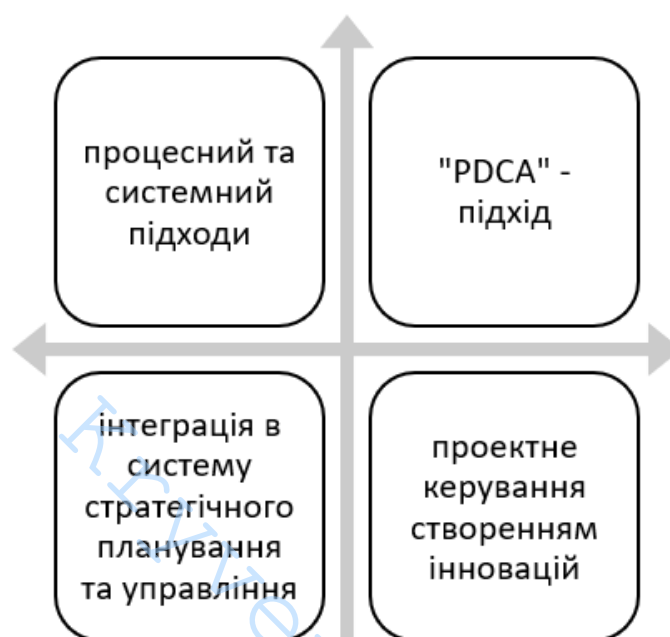 процесний та
системний
підходи
"PDCA" -
підхід
інтеграція в
систему
стратегічного
планування
та управління
проектне
керування
створенням
інновацій